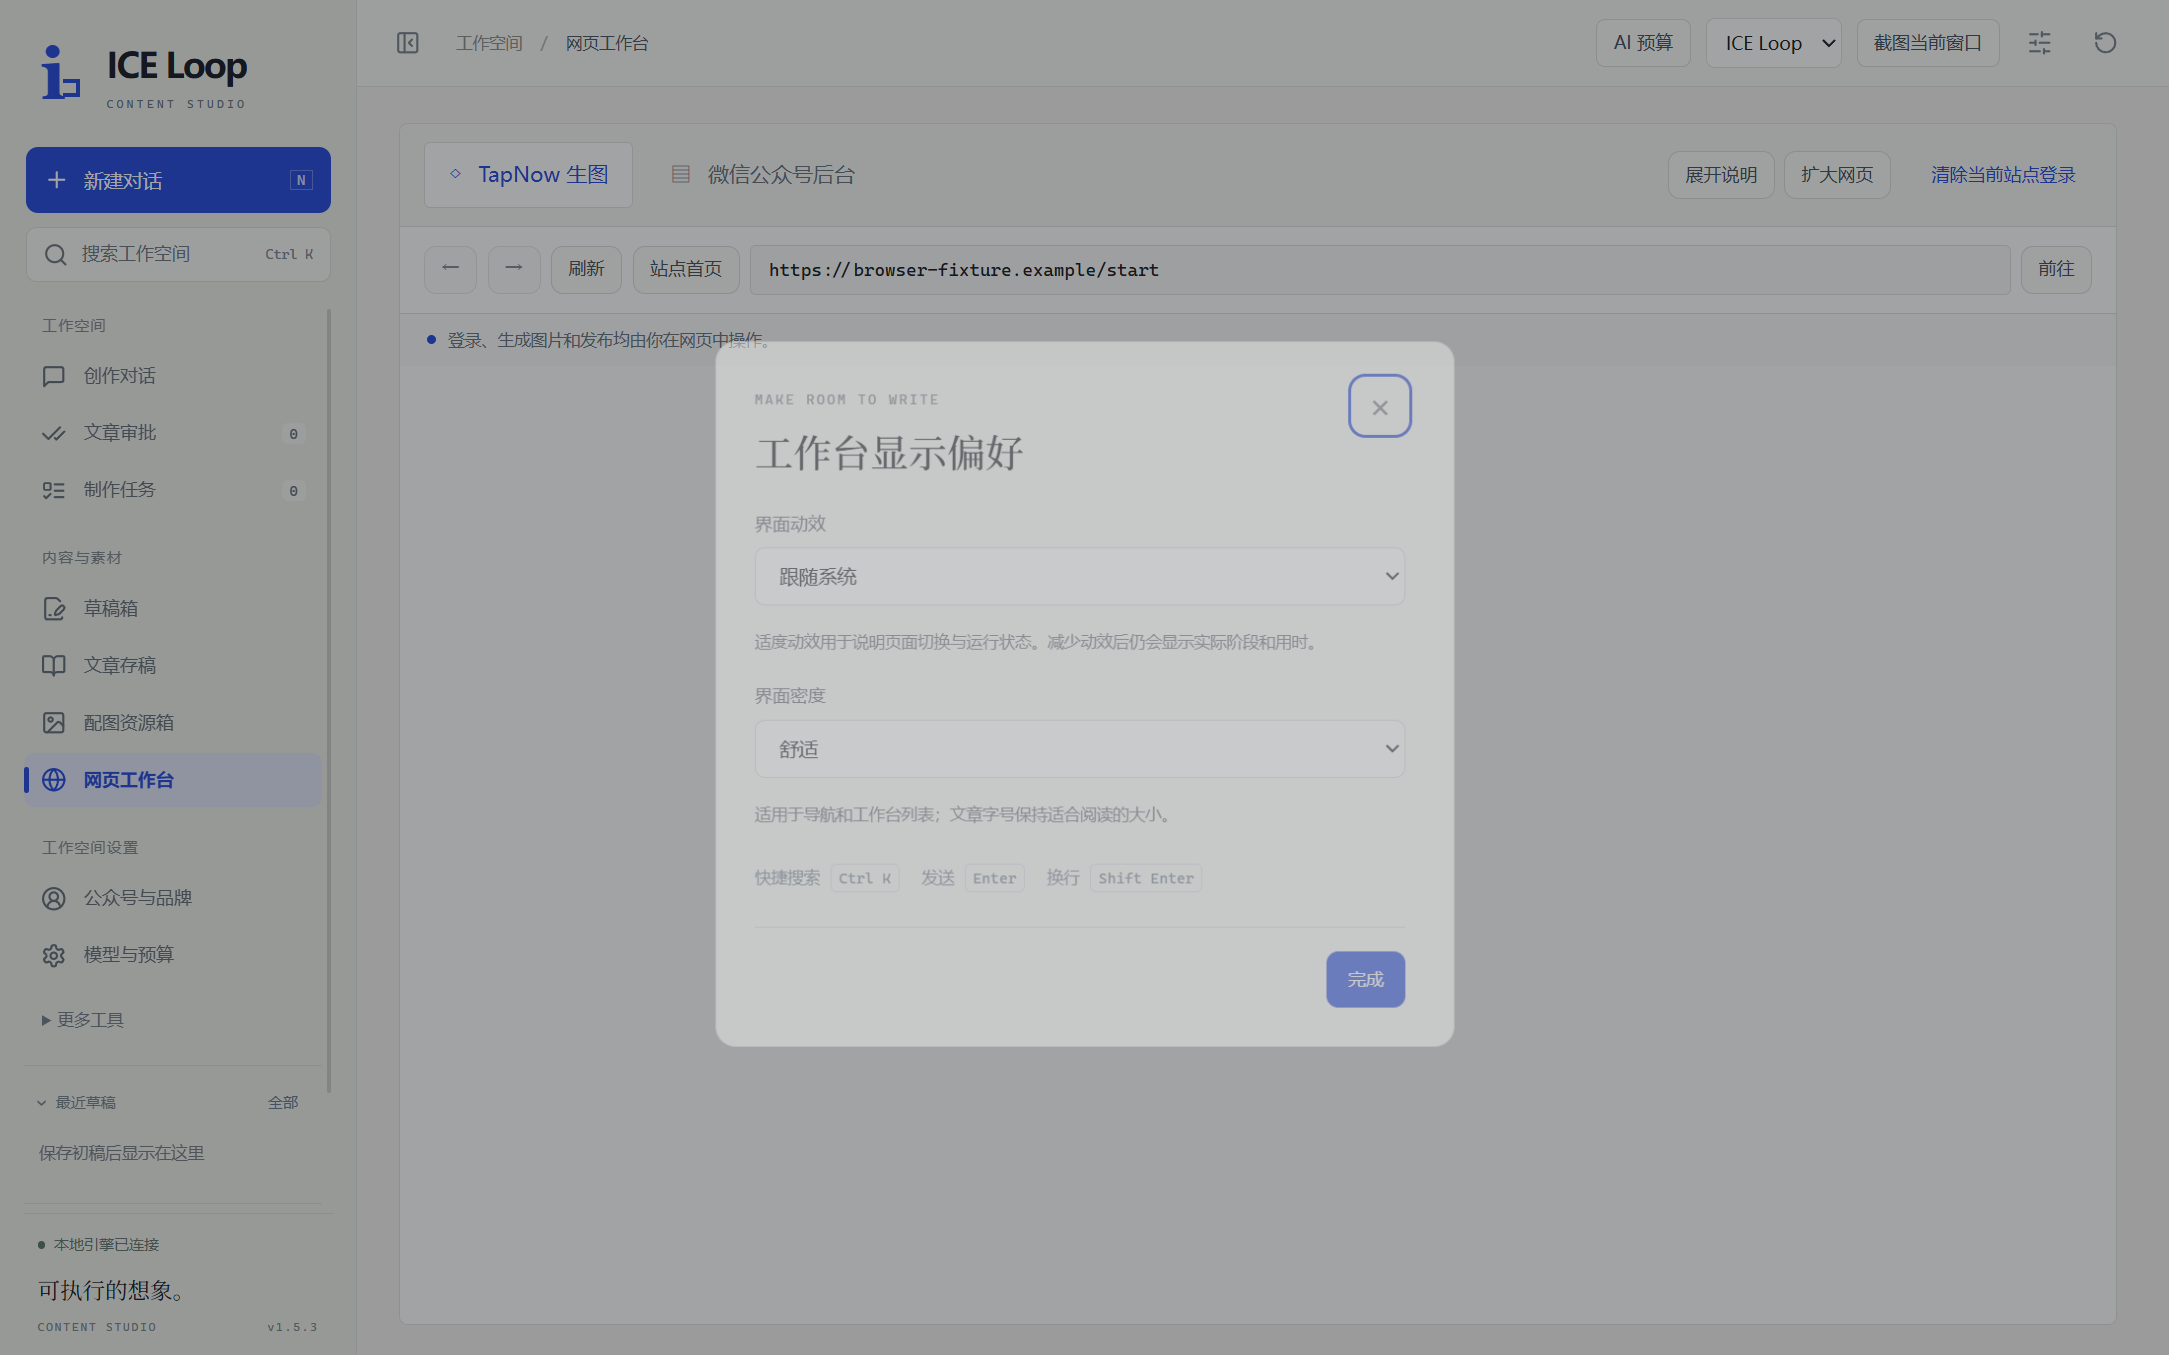 ICE Loop
CONTENT STUDIO
新建对话 N
搜索工作空间 Ctrl K
工作空间
创作对话
文章审批 0
制作任务 0
内容与素材
草稿箱
文章存稿
配图资源箱
网页工作台
工作空间设置
公众号与品牌
模型与预算
更多工具
最近草稿 全部
保存初稿后显示在这里
本地引擎已连接
可执行的想象。
CONTENT STUDIO v1.5.3
工作空间 / 网页工作台
AI 预算 ICE Loop 截图当前窗口
TapNow 生图 微信公众号后台 展开说明 扩大网页 清除当前站点登录
← → 刷新 站点首页 https://browser-fixture.example/start 前往
登录、生成图片和发布均由你在网页中操作。
MAKE ROOM TO WRITE
工作台显示偏好
界面动效
跟随系统
适度动效用于说明页面切换与运行状态。减少动效后仍会显示实际阶段和用时。
界面密度
舒适
适用于导航和工作台列表；文章字号保持适合阅读的大小。
快捷搜索 Ctrl K 发送 Enter 换行 Shift Enter
完成